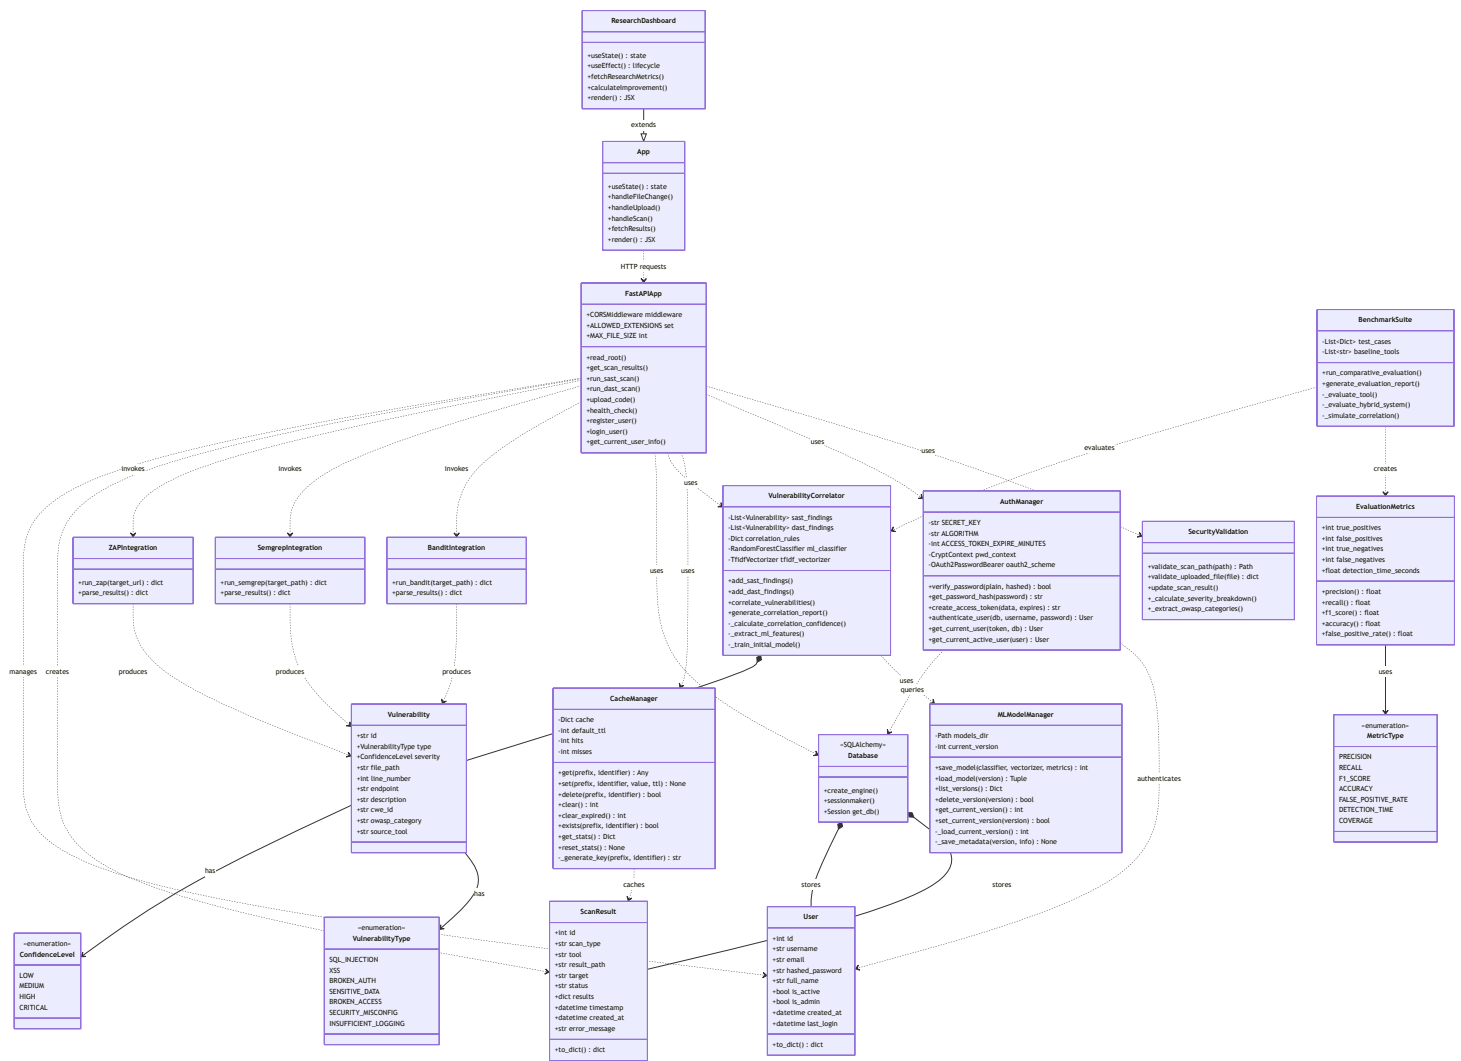 ResearchDashboard
+useState() : state
+useEffect() : lifecycle
+fetchResearchMetrics()
+calculateImprovement()
+render() : JSX
extends
App
+useState() : state
+handleFileChange()
+handleUpload()
+handleScan()
+fetchResults()
+render() : JSX
HTTP requests
FastAPIApp
+CORSMiddleware middleware
+ALLOWED_EXTENSIONS set
+MAX_FILE_SIZE int
+read_root()
+get_scan_results()
+run_sast_scan()
+run_dast_scan()
+upload_code()
+health_check()
+register_user()
+login_user()
+get_current_user_info()
BenchmarkSuite
-List<Dict> test_cases
-List<str> baseline_tools
+run_comparative_evaluation()
+generate_evaluation_report()
-_evaluate_tool()
-_evaluate_hybrid_system()
-_simulate_correlation()
invokes
invokes
invokes
uses
uses
uses
evaluates
creates
ZAPIntegration
+run_zap(target_url) : dict
+parse_results() : dict
SemgrepIntegration
+run_semgrep(target_path) : dict
+parse_results() : dict
BanditIntegration
+run_bandit(target_path) : dict
+parse_results() : dict
uses
uses
VulnerabilityCorrelator
-List<Vulnerability> sast_findings
-List<Vulnerability> dast_findings
-Dict correlation_rules
-RandomForestClassifier ml_classifier
-TfidfVectorizer tfidf_vectorizer
+add_sast_findings()
+add_dast_findings()
+correlate_vulnerabilities()
+generate_correlation_report()
-_calculate_correlation_confidence()
-_extract_ml_features()
-_train_initial_model()
AuthManager
-str SECRET_KEY
-str ALGORITHM
-int ACCESS_TOKEN_EXPIRE_MINUTES
-CryptContext pwd_context
-OAuth2PasswordBearer oauth2_scheme
+verify_password(plain, hashed) : bool
+get_password_hash(password) : str
+create_access_token(data, expires) : str
+authenticate_user(db, username, password) : User
+get_current_user(token, db) : User
+get_current_active_user(user) : User
SecurityValidation
+validate_scan_path(path) : Path
+validate_uploaded_file(file) : dict
+update_scan_result()
+_calculate_severity_breakdown()
+_extract_owasp_categories()
EvaluationMetrics
+int true_positives
+int false_positives
+int true_negatives
+int false_negatives
+float detection_time_seconds
+precision() : float
+recall() : float
+f1_score() : float
+accuracy() : float
+false_positive_rate() : float
manages
creates
produces
produces
produces
uses
queries
uses
authenticates
Vulnerability
+str id
+VulnerabilityType type
+ConfidenceLevel severity
+str file_path
+int line_number
+str endpoint
+str description
+str cwe_id
+str owasp_category
+str source_tool
CacheManager
-Dict cache
-int default_ttl
-int hits
-int misses
+get(prefix, identifier) : Any
+set(prefix, identifier, value, ttl) : None
+delete(prefix, identifier) : bool
+clear() : int
+clear_expired() : int
+exists(prefix, identifier) : bool
+get_stats() : Dict
+reset_stats() : None
-_generate_key(prefix, identifier) : str
«SQLAlchemy»
Database
+create_engine()
+sessionmaker()
+Session get_db()
MLModelManager
-Path models_dir
-int current_version
+save_model(classifier, vectorizer, metrics) : int
+load_model(version) : Tuple
+list_versions() : Dict
+delete_version(version) : bool
+get_current_version() : int
+set_current_version(version) : bool
-_load_current_version() : int
-_save_metadata(version, info) : None
«enumeration»
MetricType
PRECISION
RECALL
F1_SCORE
ACCURACY
FALSE_POSITIVE_RATE
DETECTION_TIME
COVERAGE
has
has
caches
stores
stores
«enumeration»
ConfidenceLevel
LOW
MEDIUM
HIGH
CRITICAL
«enumeration»
VulnerabilityType
SQL_INJECTION
XSS
BROKEN_AUTH
SENSITIVE_DATA
BROKEN_ACCESS
SECURITY_MISCONFIG
INSUFFICIENT_LOGGING
ScanResult
+int id
+str scan_type
+str tool
+str result_path
+str target
+str status
+dict results
+datetime timestamp
+datetime created_at
+str error_message
+to_dict() : dict
User
+int id
+str username
+str email
+str hashed_password
+str full_name
+bool is_active
+bool is_admin
+datetime created_at
+datetime last_login
+to_dict() : dict